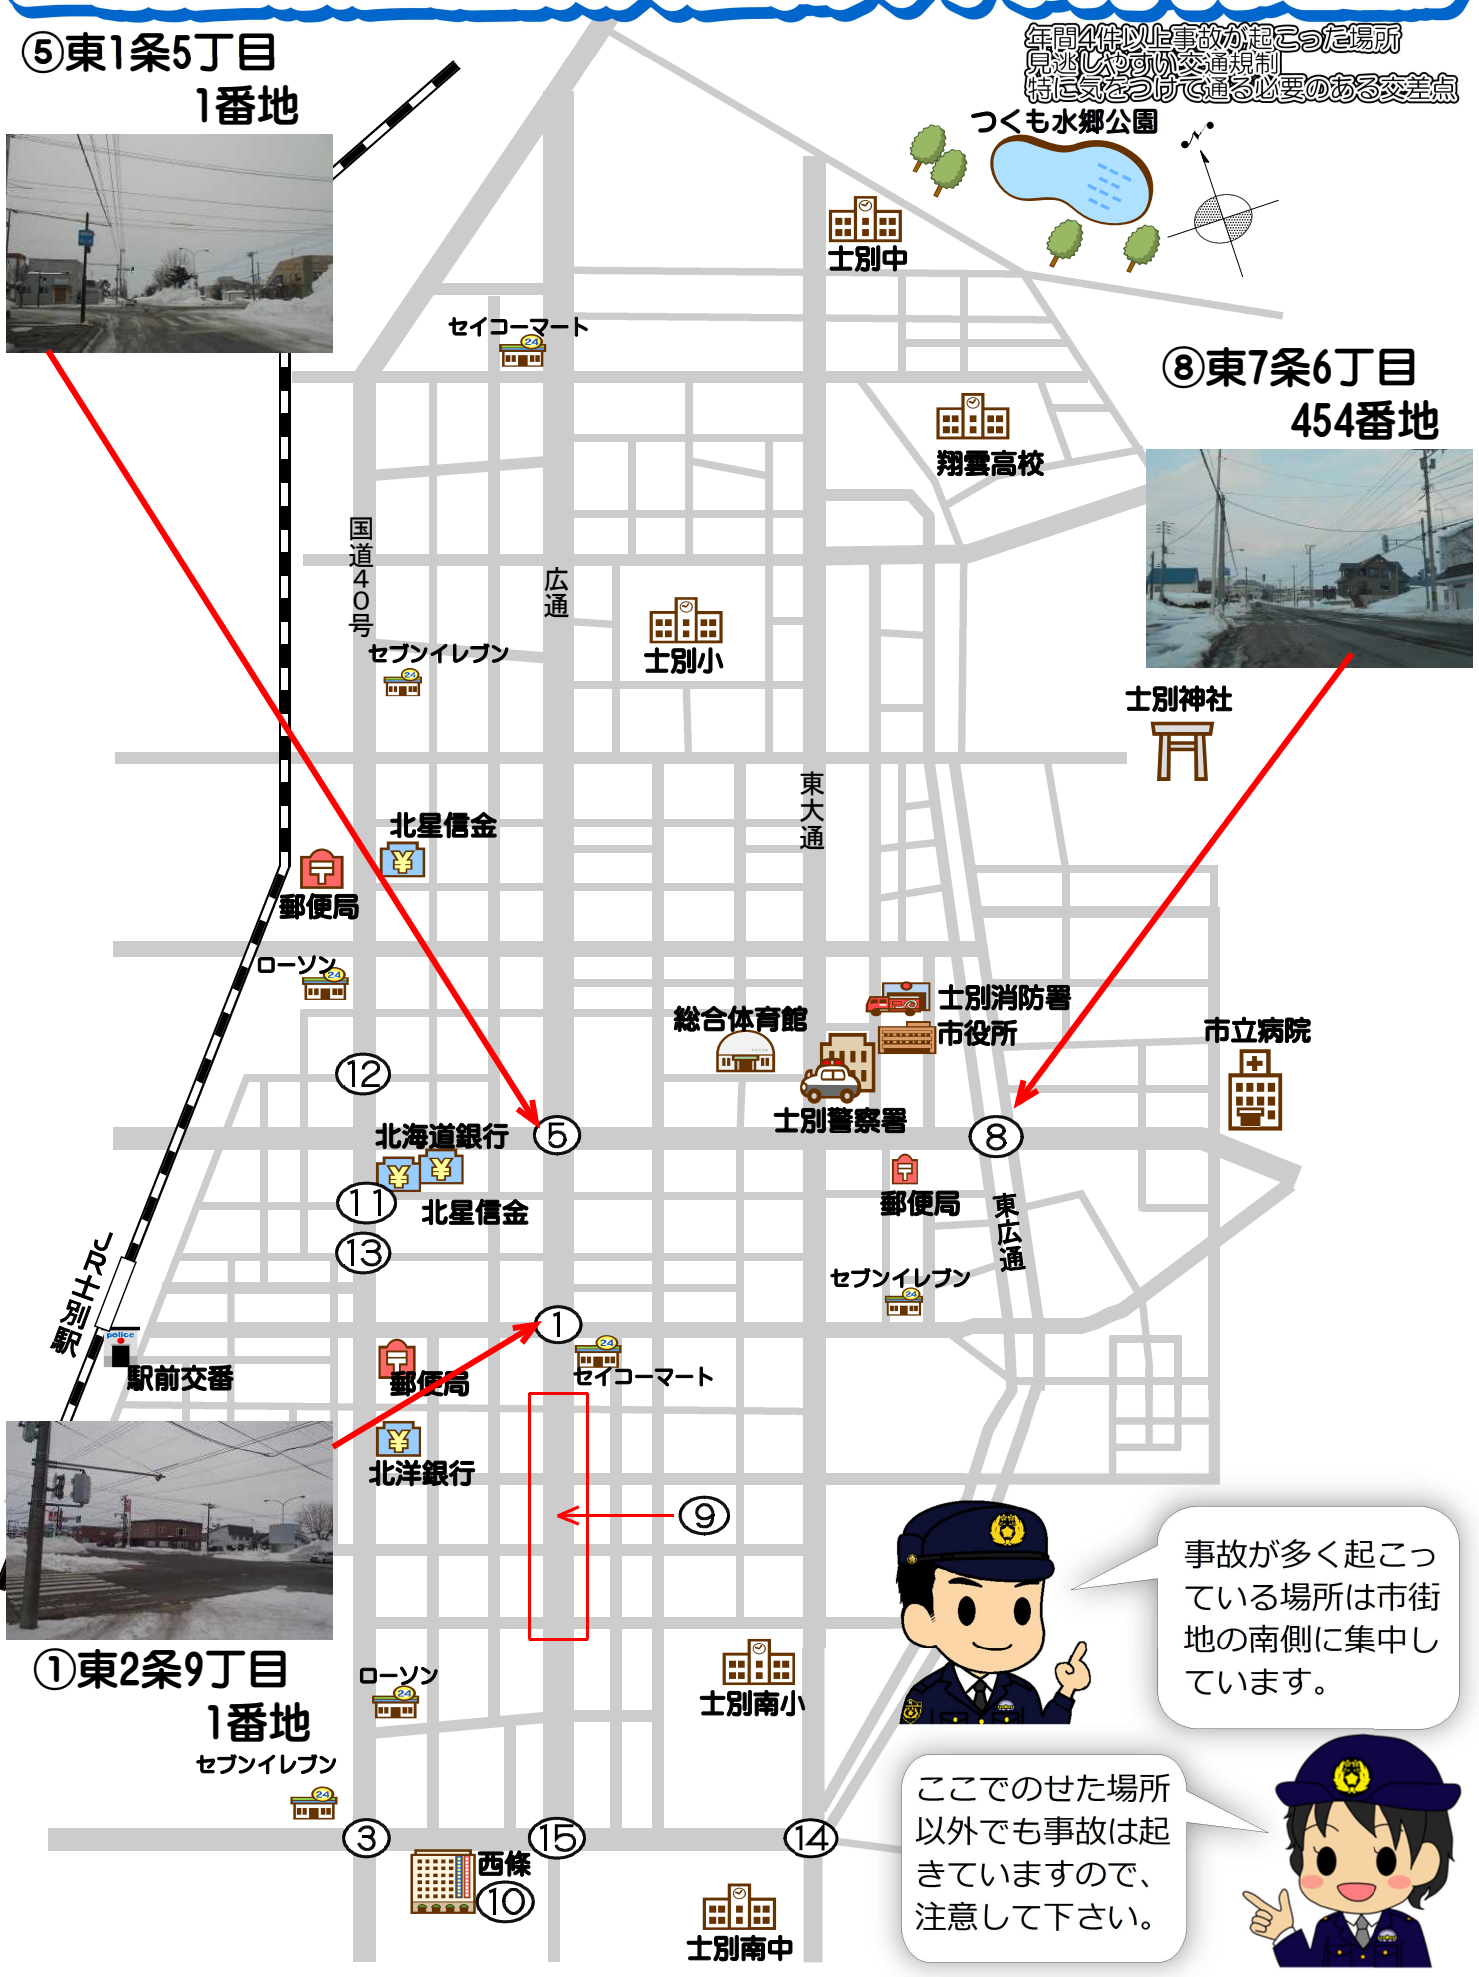 ⑤東1条5丁目
1番地
年間4件以上事故が起こった場所
見逃しやすい交通規制
特に気をつけて通る必要のある交差点
つくも水郷公園
士別中
セイコーマート
⑧東7条6丁目
454番地
翔雲高校
国道40号
広通
士別小
セブンイレブン
士別神社
東大通
北星信金
郵便局
ローソン
総合体育館
士別消防署
市役所
市立病院
⑫
士別警察署
北海道銀行
⑤
⑧
⑪
北星信金
郵便局
東広通
⑬
JR士別駅
セブンイレブン
①
police
駅前交番
郵便局
セイコーマート
北洋銀行
⑨
事故が多く起こっ
ている場所は市街
地の南側に集中し
ています。
①東2条9丁目
1番地
ローソン
士別南小
セブンイレブン
ここでのせた場所
以外でも事故は起
きていますので、
注意して下さい。
③
⑮
⑭
西條
⑩
士別南中